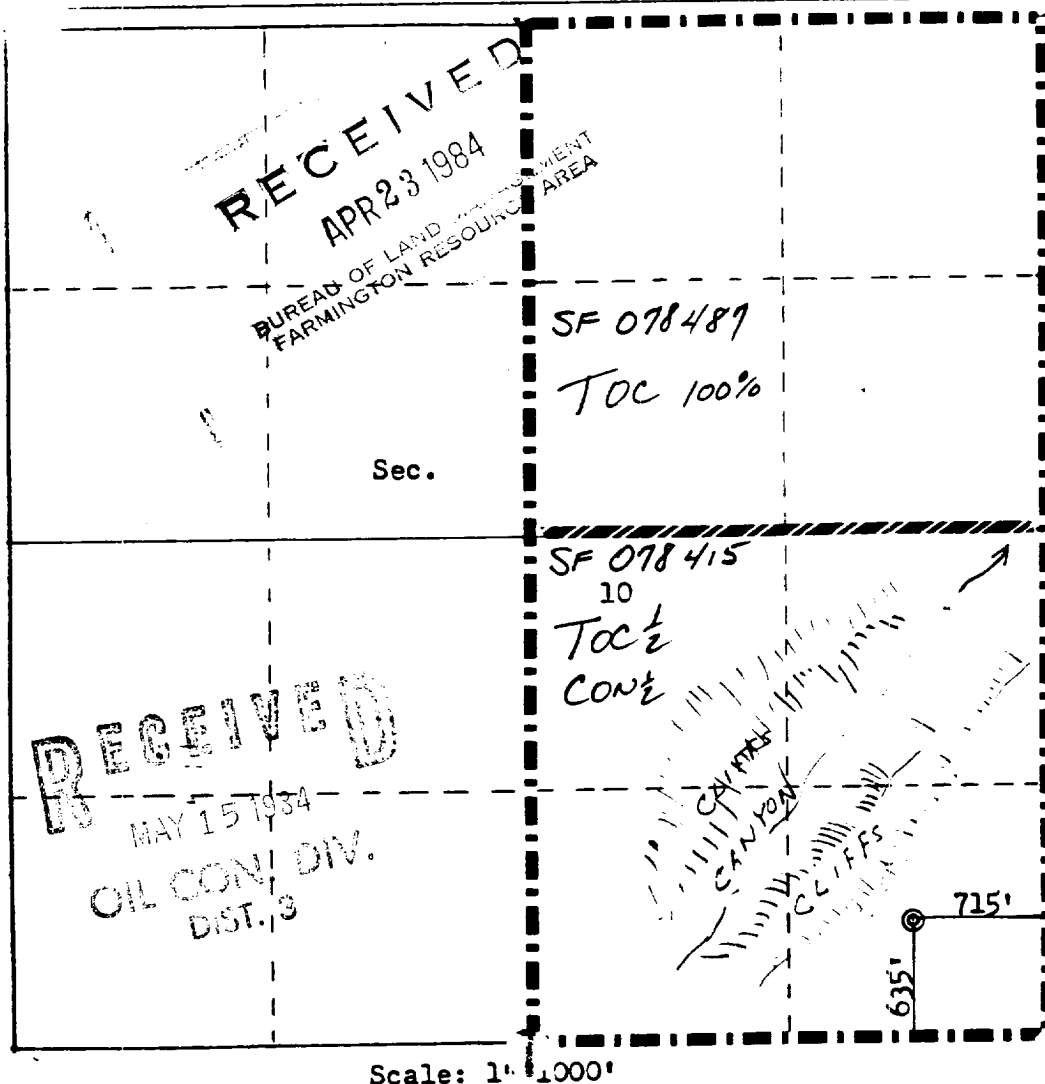 RECEIVED
APR 23 1984
BUREAU OF LAND MANAGEMENT
FARMINGTON RESOURCE AREA
SF 078487
TOC 100%
Sec.
SF 078415
10
TOC 1/2
CON 1/2
RECEIVED
MAY 15 1984
OIL CON. DIV.
DIST. 3
CANYON
CLIFFS
715'
635'
Scale: 1" 1000'